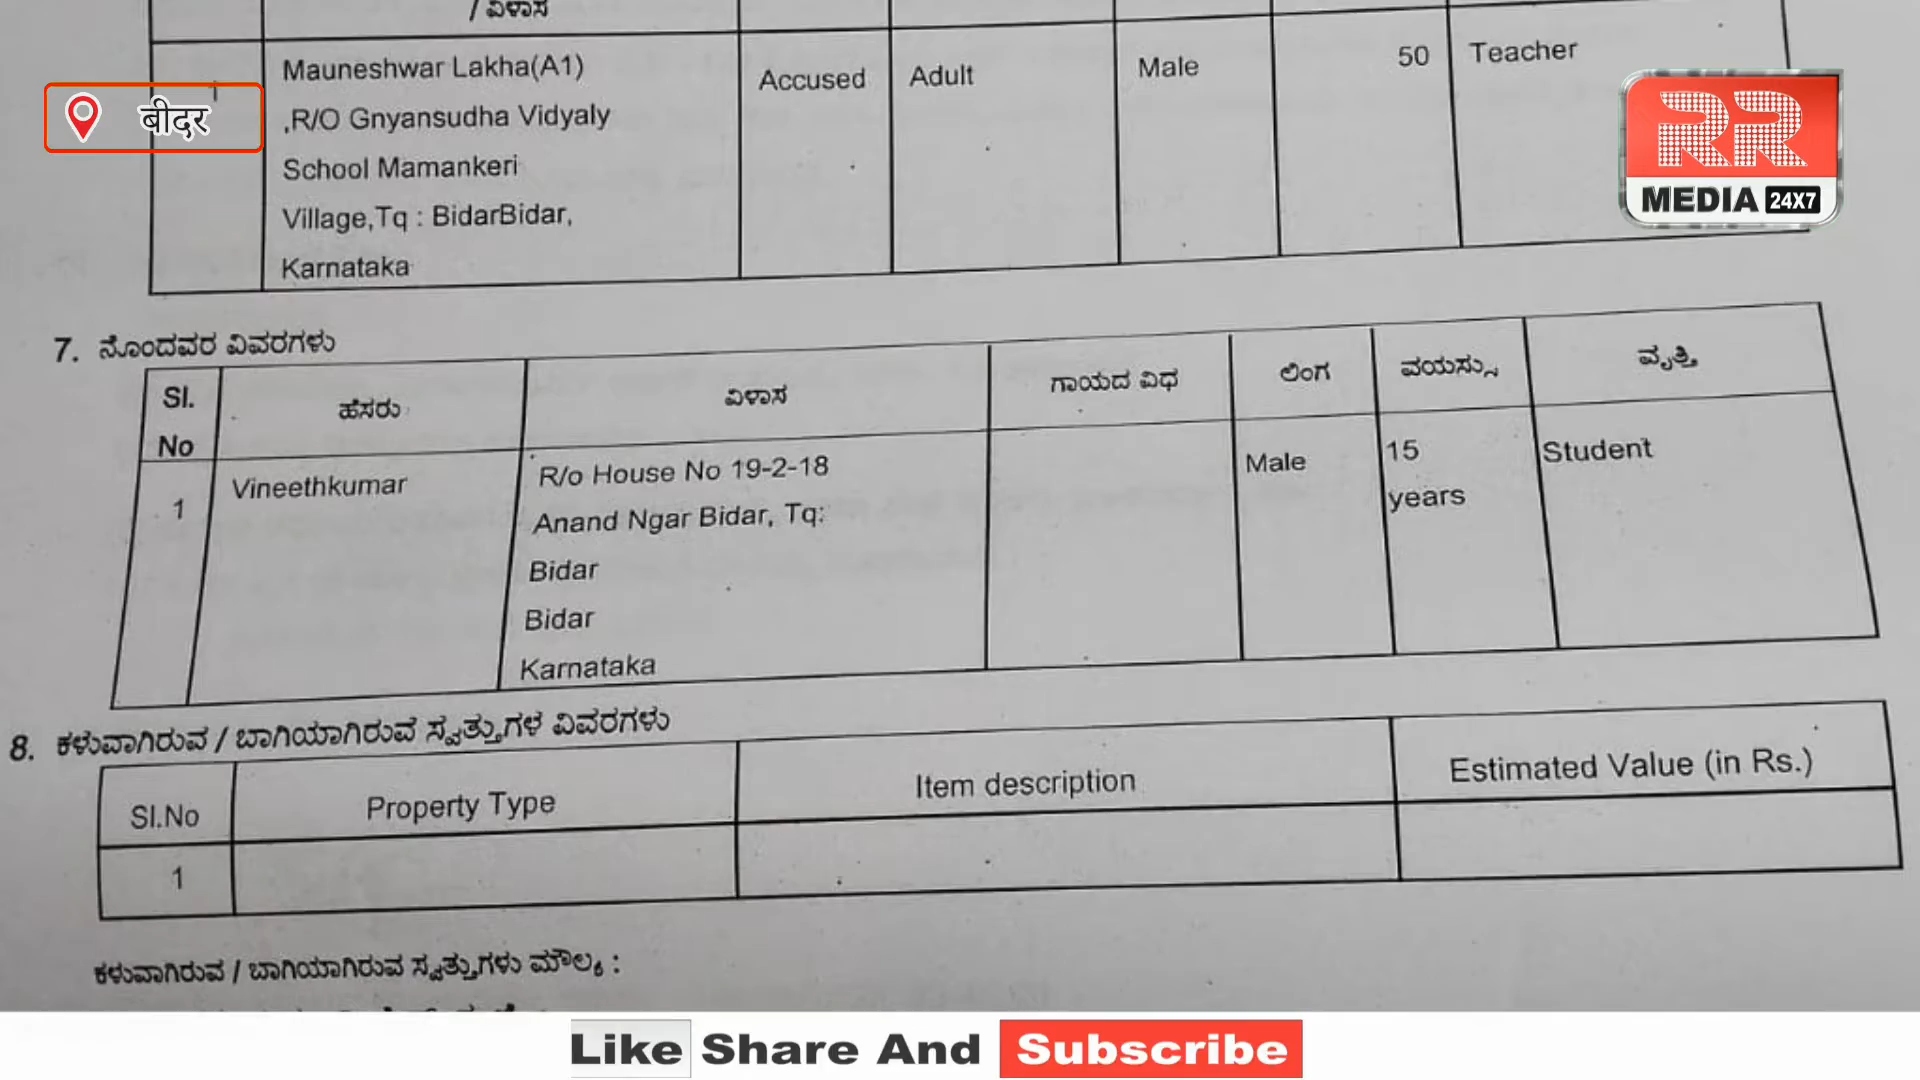 / ವಿಳಾಸ
1 Mauneshwar Lakha(A1) Accused Adult Male 50 Teacher
,R/O Gnyansudha Vidyaly
School Mamankeri
Village,Tq : BidarBidar,
Karnataka
बीदर
RR
MEDIA 24X7
7. ನೊಂದವರ ವಿವರಗಳು
Sl. No ಹೆಸರು ವಿಳಾಸ ಗಾಯದ ವಿಧ ಲಿಂಗ ವಯಸ್ಸು ವೃತ್ತಿ
1 Vineethkumar R/o House No 19-2-18 Male 15 Student
Anand Ngar Bidar, Tq: years
Bidar
Bidar
Karnataka
8. ಕಳುವಾಗಿರುವ / ಬಾಗಿಯಾಗಿರುವ ಸ್ವತ್ತುಗಳ ವಿವರಗಳು
Sl.No Property Type Item description Estimated Value (in Rs.)
1
ಕಳುವಾಗಿರುವ / ಬಾಗಿಯಾಗಿರುವ ಸ್ವತ್ತುಗಳು ಮೌಲ್ಯ :
Like Share And Subscribe